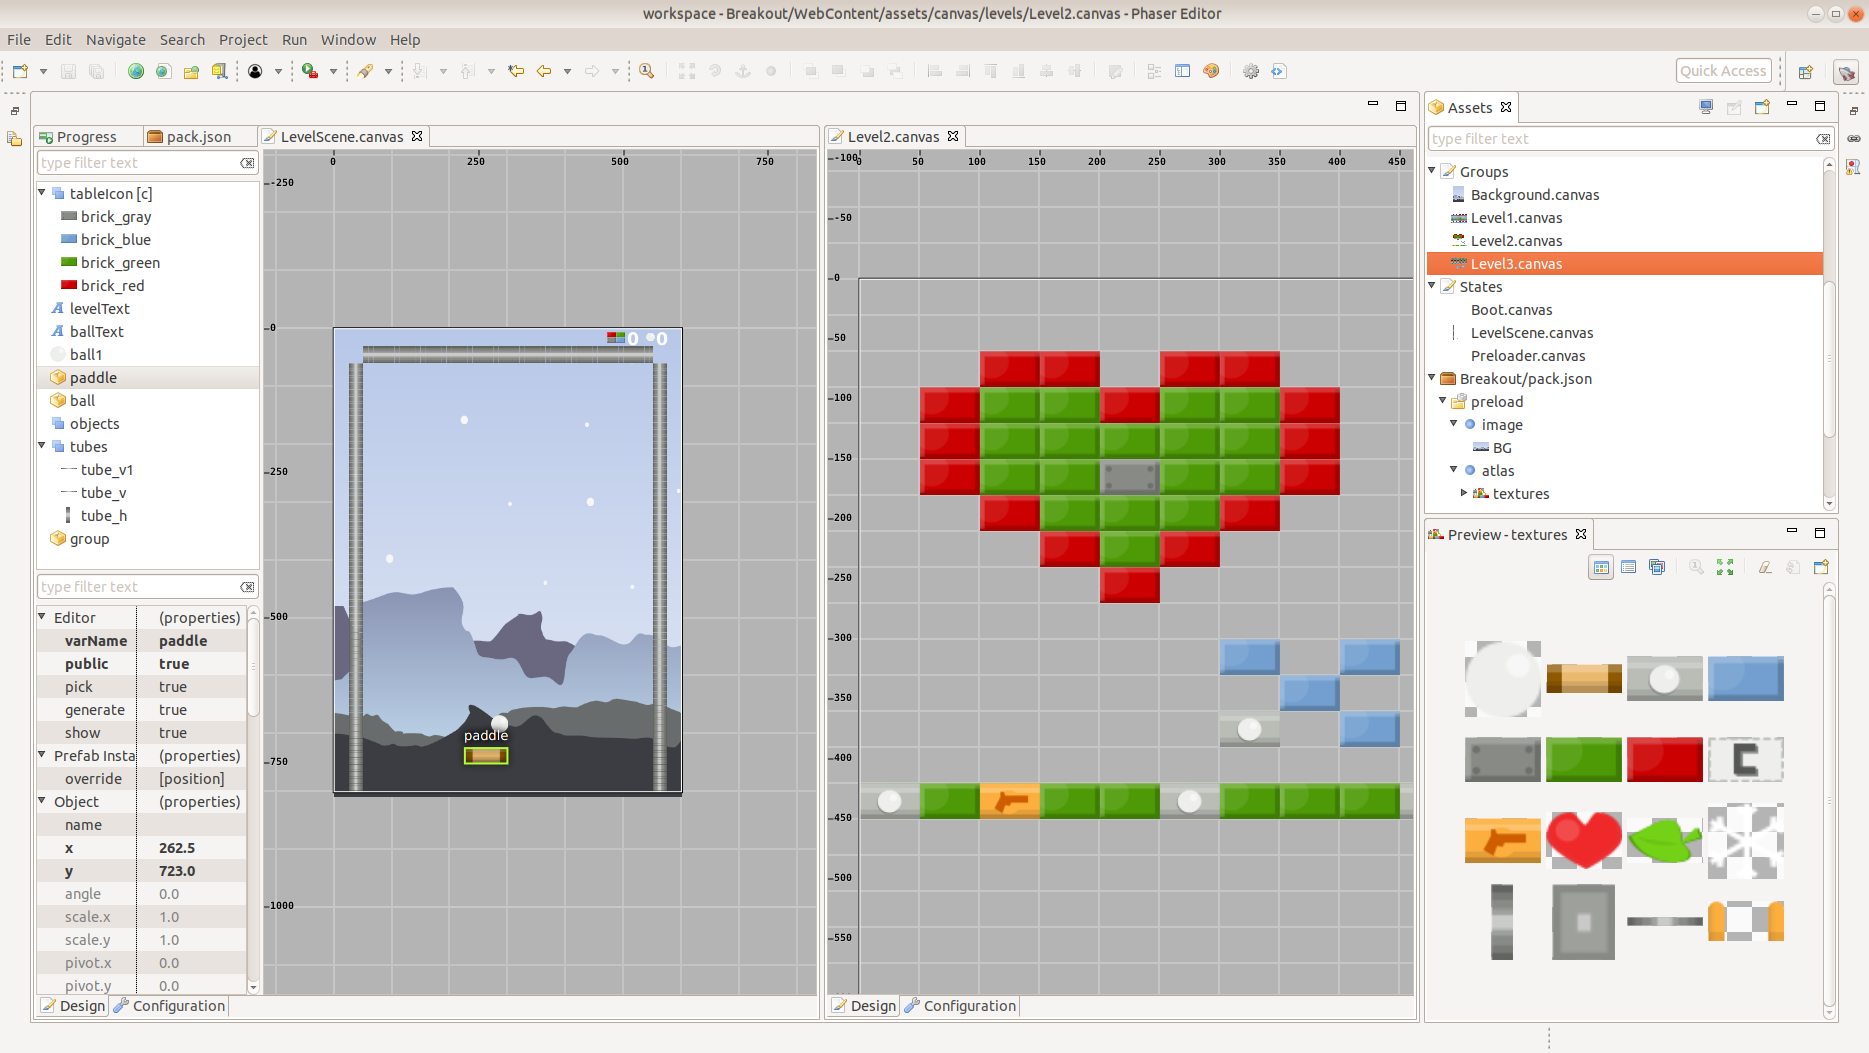 workspace - Breakout/WebContent/assets/canvas/levels/Level2.canvas - Phaser Editor
File Edit Navigate Search Project Run Window Help
Quick Access
Progress
pack.json
LevelScene.canvas
type filter text
tableIcon [c]
brick_gray
brick_blue
brick_green
brick_red
levelText
ballText
ball1
paddle
ball
objects
tubes
tube_v1
tube_v
tube_h
group
type filter text
Editor (properties)
varName paddle
public true
pick true
generate true
show true
Prefab Insta (properties)
override [position]
Object (properties)
name
x 262.5
y 723.0
angle 0.0
scale.x 1.0
scale.y 1.0
pivot.x 0.0
pivot.y 0.0
Design Configuration
0 250 500 750
-250
0
250
500
750
1000
0 0
paddle
Level2.canvas
0 50 100 150 200 250 300 350 400 450
-100
-50
0
50
100
150
200
250
300
350
400
450
500
550
Design Configuration
Assets
type filter text
Groups
Background.canvas
Level1.canvas
Level2.canvas
Level3.canvas
States
Boot.canvas
LevelScene.canvas
Preloader.canvas
Breakout/pack.json
preload
image
BG
atlas
textures
Preview - textures